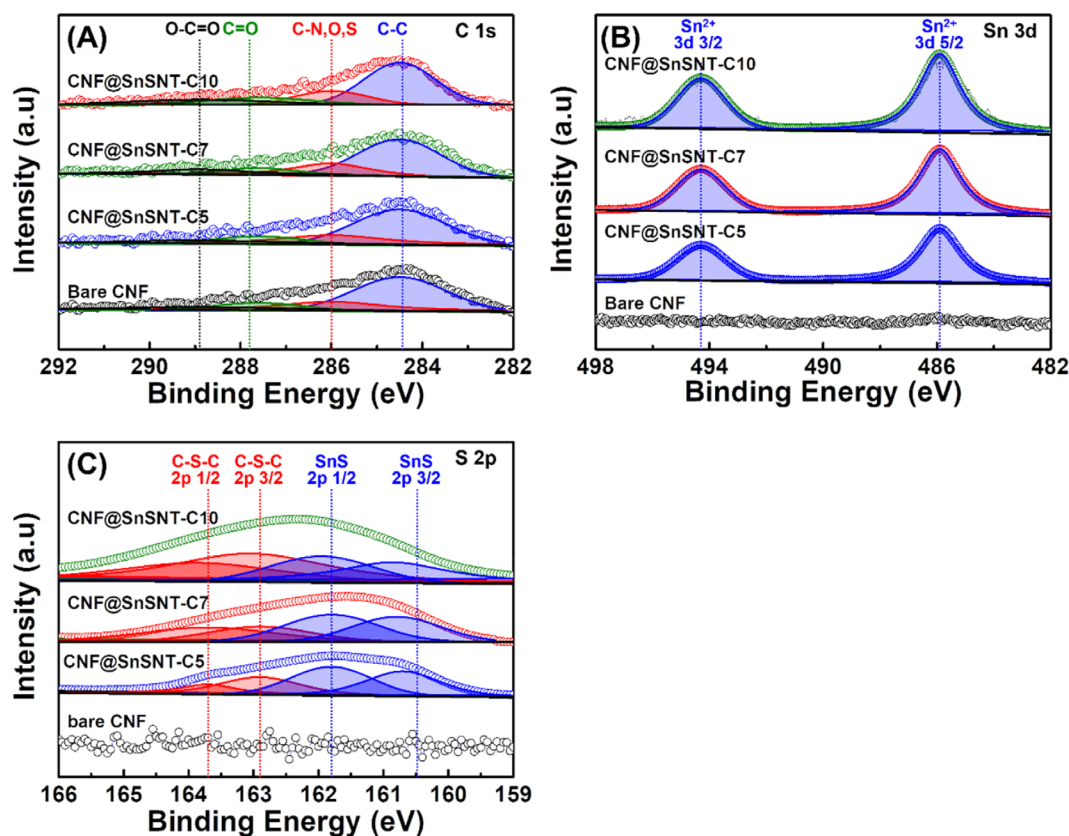 (A)
O-C=O C=O C-N,O,S C-C C 1s
CNF@SnSNT-C10
CNF@SnSNT-C7
CNF@SnSNT-C5
Bare CNF
Intensity (a.u)
292 290 288 286 284 282
Binding Energy (eV)
(B)
Sn²⁺ Sn²⁺ Sn 3d
3d 3/2 3d 5/2
CNF@SnSNT-C10
CNF@SnSNT-C7
CNF@SnSNT-C5
Bare CNF
Intensity (a.u)
498 494 490 486 482
Binding Energy (eV)
(C)
C-S-C C-S-C SnS SnS S 2p
2p 1/2 2p 3/2 2p 1/2 2p 3/2
CNF@SnSNT-C10
CNF@SnSNT-C7
CNF@SnSNT-C5
bare CNF
Intensity (a.u)
166 165 164 163 162 161 160 159
Binding Energy (eV)